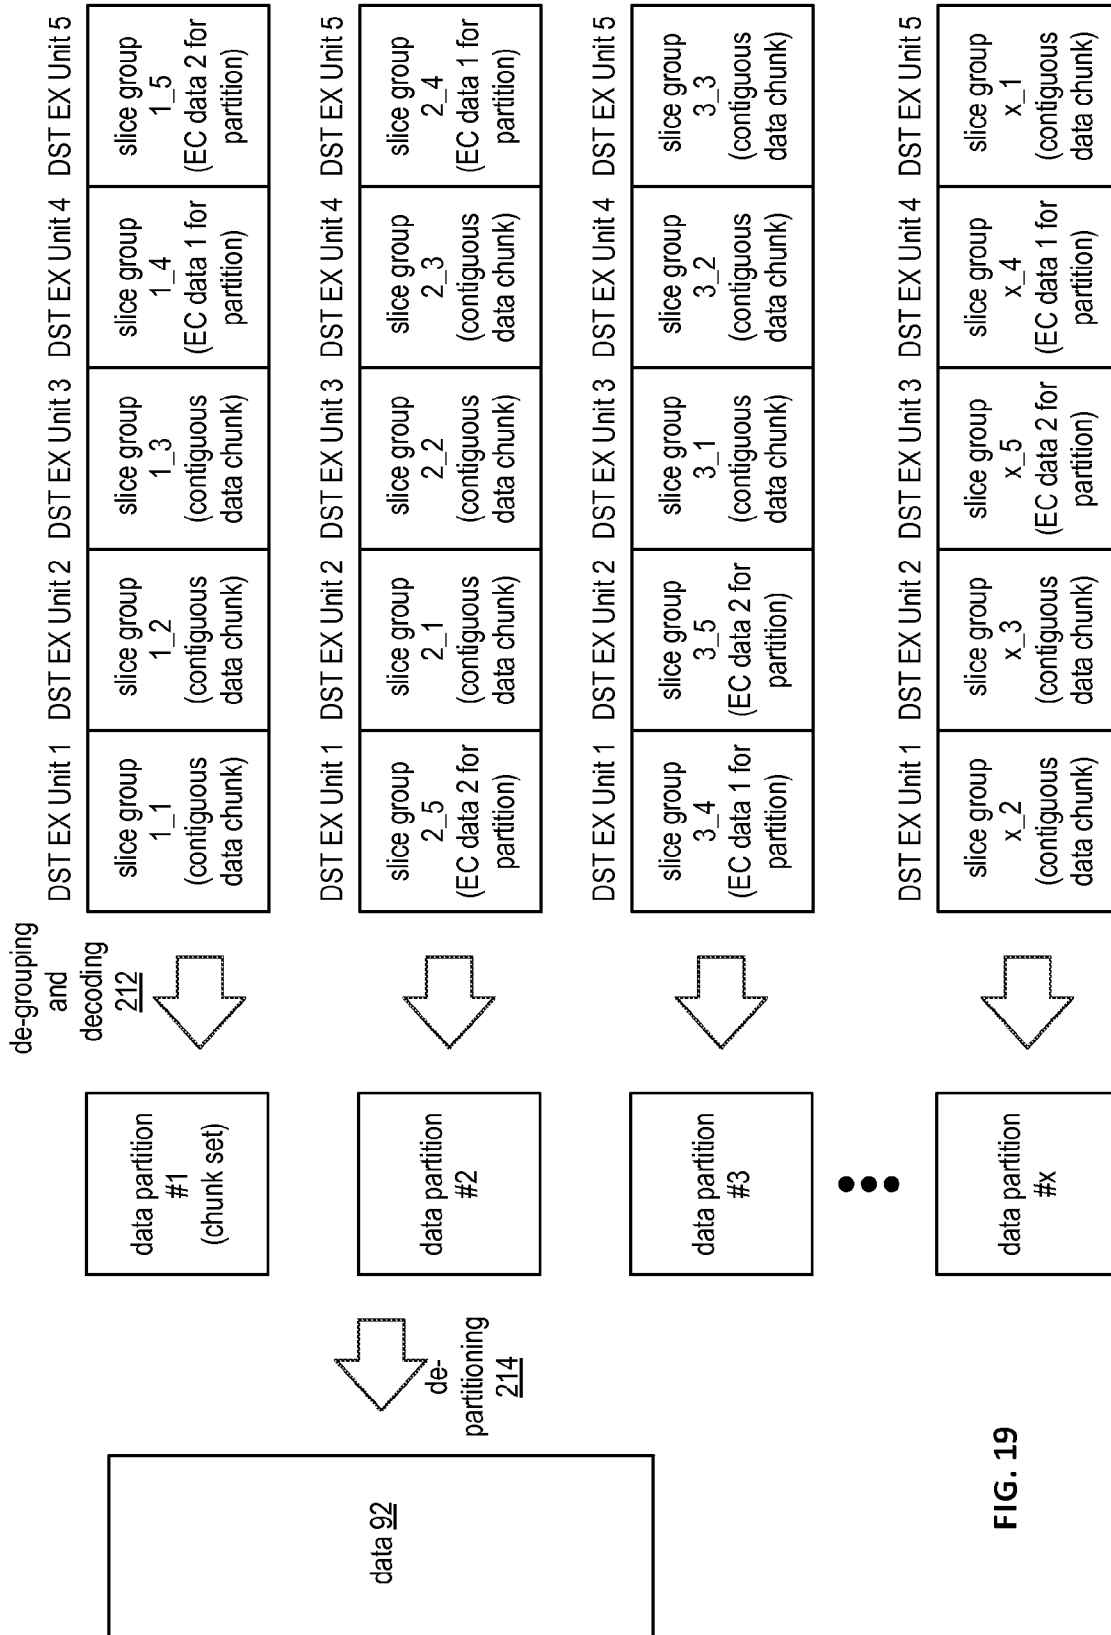 data 92
de-
partitioning
214
data partition
#1
(chunk set)
data partition
#2
data partition
#3
data partition
#x
de-grouping
and
decoding
212
DST EX Unit 1
DST EX Unit 2
DST EX Unit 3
DST EX Unit 4
DST EX Unit 5
slice group
1_1
(contiguous
data chunk)
slice group
1_2
(contiguous
data chunk)
slice group
1_3
(contiguous
data chunk)
slice group
1_4
(EC data 1 for
partition)
slice group
1_5
(EC data 2 for
partition)
DST EX Unit 1
DST EX Unit 2
DST EX Unit 3
DST EX Unit 4
DST EX Unit 5
slice group
2_5
(EC data 2 for
partition)
slice group
2_1
(contiguous
data chunk)
slice group
2_2
(contiguous
data chunk)
slice group
2_3
(contiguous
data chunk)
slice group
2_4
(EC data 1 for
partition)
DST EX Unit 1
DST EX Unit 2
DST EX Unit 3
DST EX Unit 4
DST EX Unit 5
slice group
3_4
(EC data 1 for
partition)
slice group
3_5
(EC data 2 for
partition)
slice group
3_1
(contiguous
data chunk)
slice group
3_2
(contiguous
data chunk)
slice group
3_3
(contiguous
data chunk)
DST EX Unit 1
DST EX Unit 2
DST EX Unit 3
DST EX Unit 4
DST EX Unit 5
slice group
x_2
(contiguous
data chunk)
slice group
x_3
(contiguous
data chunk)
slice group
x_5
(EC data 2 for
partition)
slice group
x_4
(EC data 1 for
partition)
slice group
x_1
(contiguous
data chunk)
FIG. 19